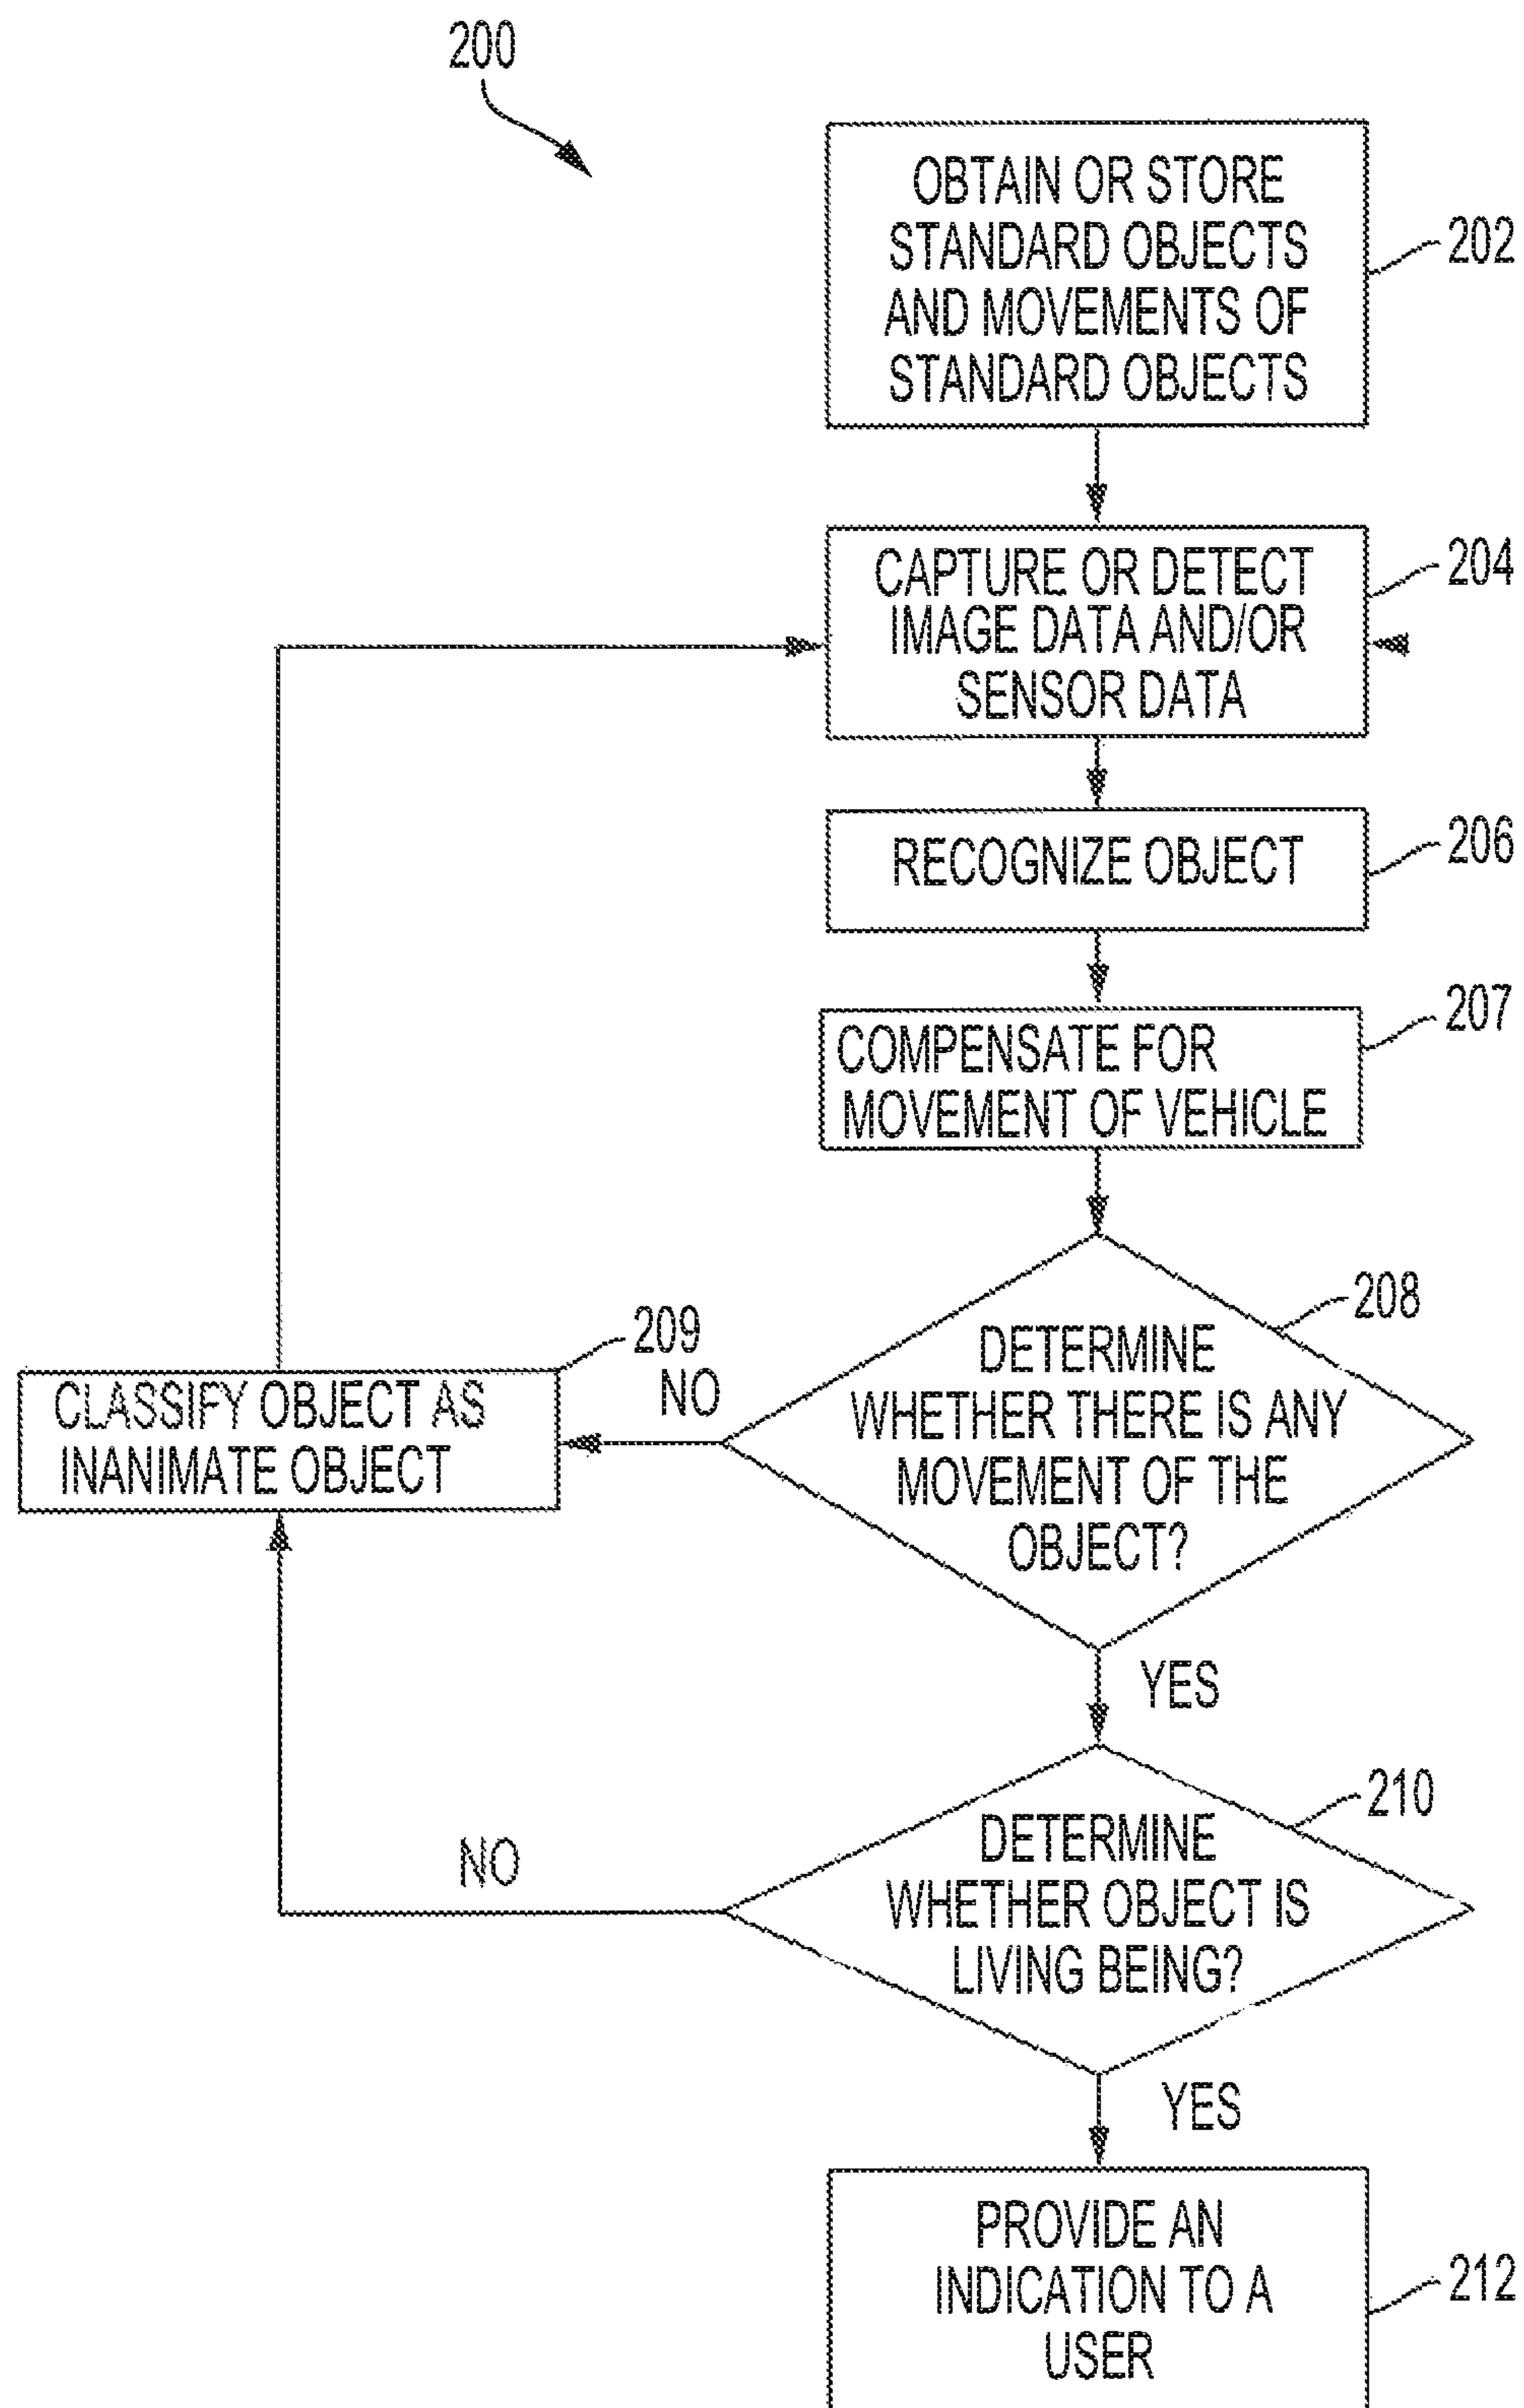 200
OBTAIN OR STORE
STANDARD OBJECTS
AND MOVEMENTS OF
STANDARD OBJECTS
202
CAPTURE OR DETECT
IMAGE DATA AND/OR
SENSOR DATA
204
RECOGNIZE OBJECT
206
COMPENSATE FOR
MOVEMENT OF VEHICLE
207
DETERMINE
WHETHER THERE IS ANY
MOVEMENT OF THE
OBJECT?
208
NO
209
CLASSIFY OBJECT AS
INANIMATE OBJECT
YES
DETERMINE
WHETHER OBJECT IS
LIVING BEING?
210
NO
YES
PROVIDE AN
INDICATION TO A
USER
212